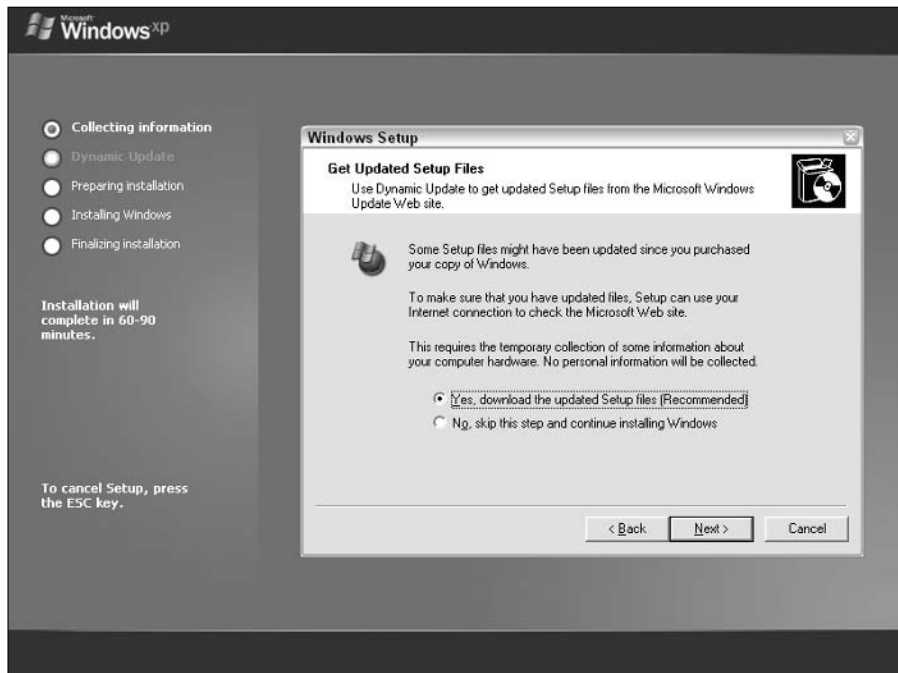 Microsoft
Windows xp
Collecting information
Dynamic Update
Preparing installation
Installing Windows
Finalizing installation
Installation will
complete in 60-90
minutes.
To cancel Setup, press
the ESC key.
Windows Setup
Get Updated Setup Files
Use Dynamic Update to get updated Setup files from the Microsoft Windows
Update Web site.
Some Setup files might have been updated since you purchased
your copy of Windows.
To make sure that you have updated files, Setup can use your
Internet connection to check the Microsoft Web site.
This requires the temporary collection of some information about
your computer hardware. No personal information will be collected.
Yes, download the updated Setup files (Recommended)
No, skip this step and continue installing Windows
< Back
Next >
Cancel